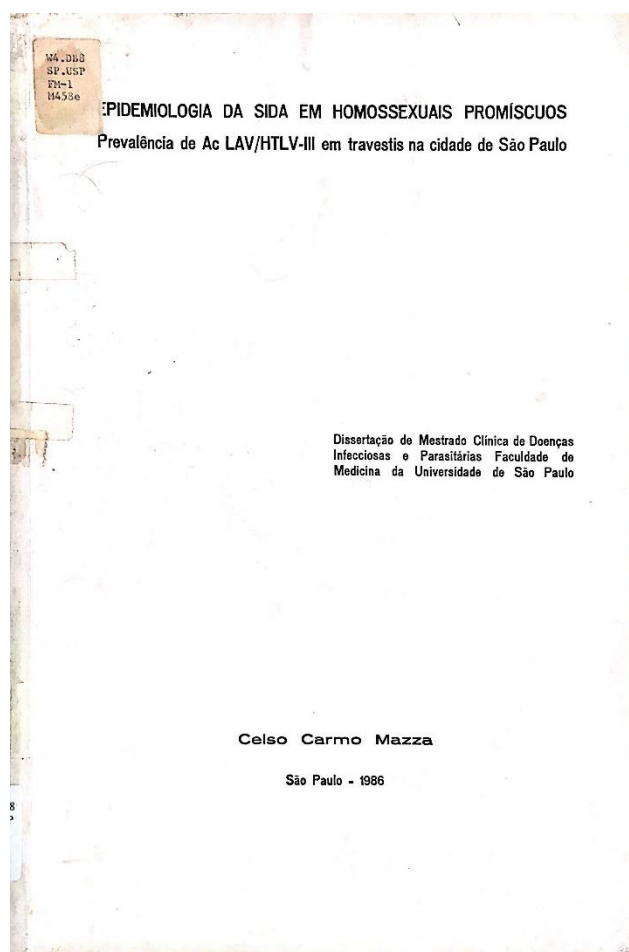 W4.DB8
SP.USP
FM-1
M458e
EPIDEMIOLOGIA DA SIDA EM HOMOSSEXUAIS PROMÍSCUOS
Prevalência de Ac LAV/HTLV-III em travestis na cidade de São Paulo
Dissertação de Mestrado Clínica de Doenças
Infecciosas e Parasitárias Faculdade de
Medicina da Universidade de São Paulo
Celso Carmo Mazza
São Paulo - 1986
8